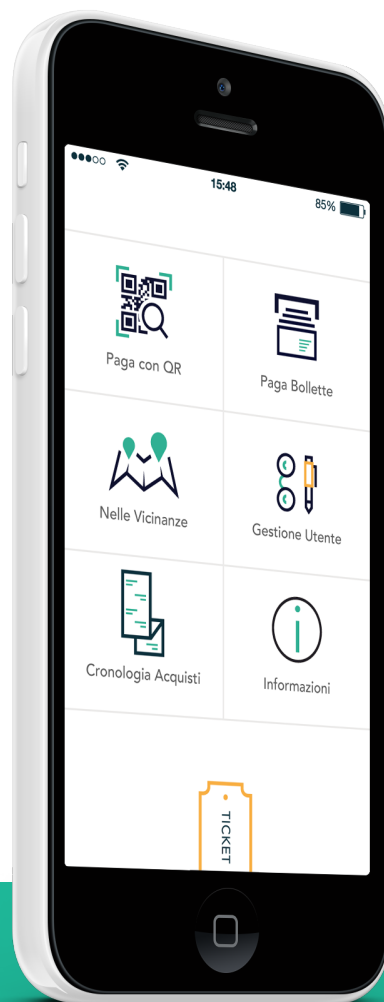 15:48
85%
Paga con QR
Paga Bollette
Nelle Vicinanze
Gestione Utente
Cronologia Acquisti
Informazioni
TICKET